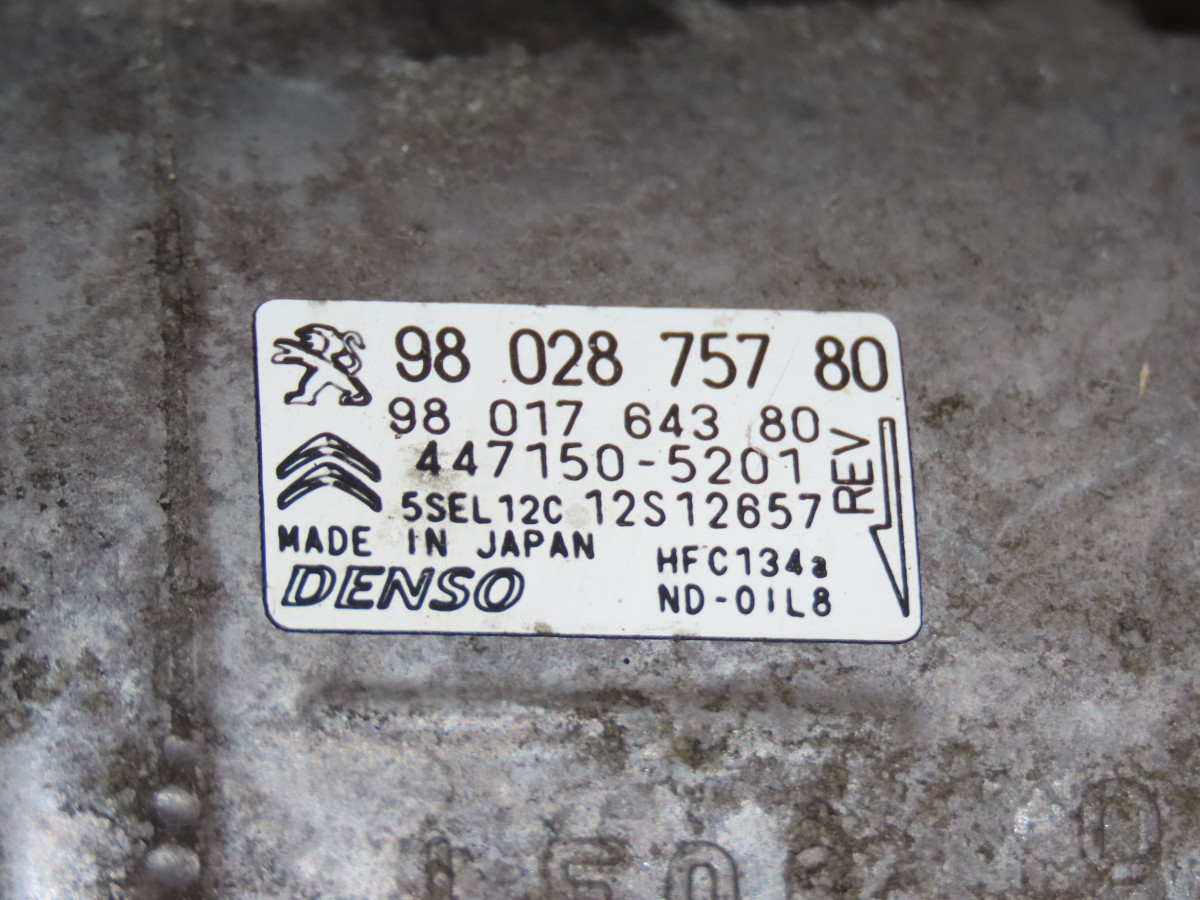 98 028 757 80
98 017 643 80
447150-5201
5SEL12C 12S12657
REV
MADE IN JAPAN
HFC134a
DENSO
ND-OIL8